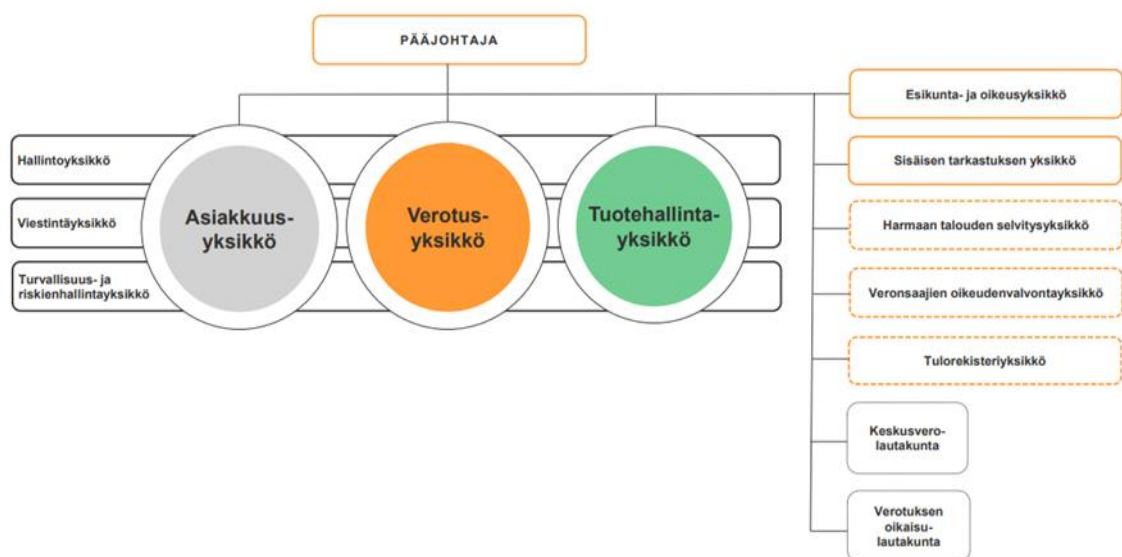 PÄÄJOHTAJA
Hallintoyksikkö
Viestintäyksikkö
Turvallisuus- ja
riskienhallintayksikkö
Asiakkuus-
yksikkö
Verotus-
yksikkö
Tuotehallinta-
yksikkö
Esikunta- ja oikeusyksikkö
Sisäisen tarkastuksen yksikkö
Harmaan talouden selvitysyksikkö
Veronsaajien oikeudenvalvontayksikkö
Tulorekisteriyksikkö
Keskusvero-
lautakunta
Verotuksen
oikaisu-
lautakunta